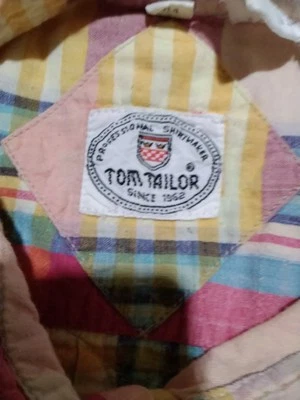 PROFESSIONAL SHIRTMAKER
®
TOM TAILOR
SINCE 1962